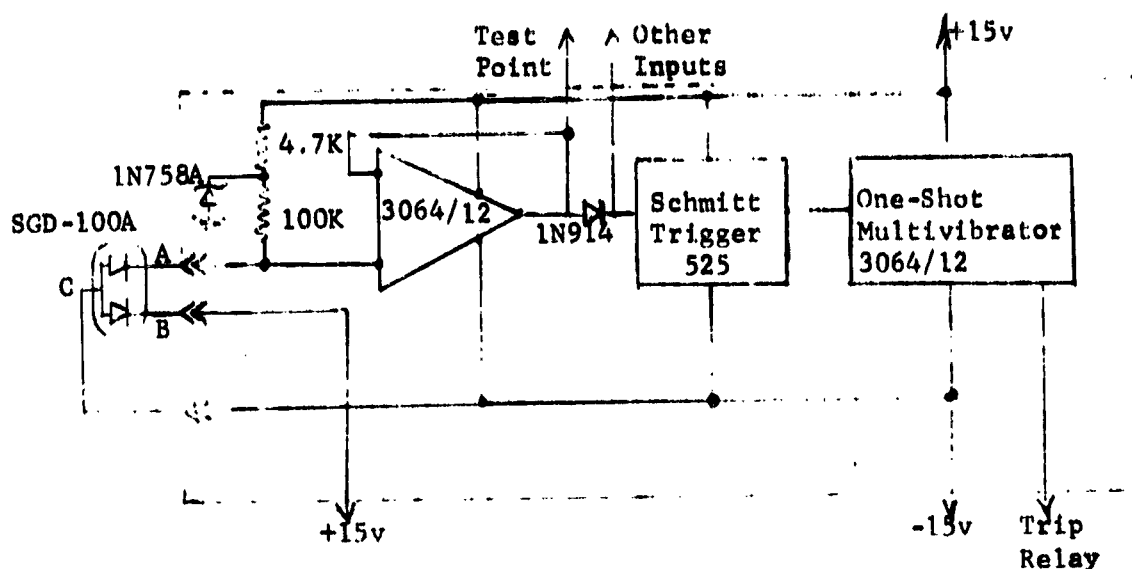 Test
Point
Other
Inputs
+15v
4.7K
1N758A
100K
SGD-100A
A
C
B
3064/12
1N914
Schmitt
Trigger
525
One-Shot
Multivibrator
3064/12
+15v
-15v
Trip
Relay